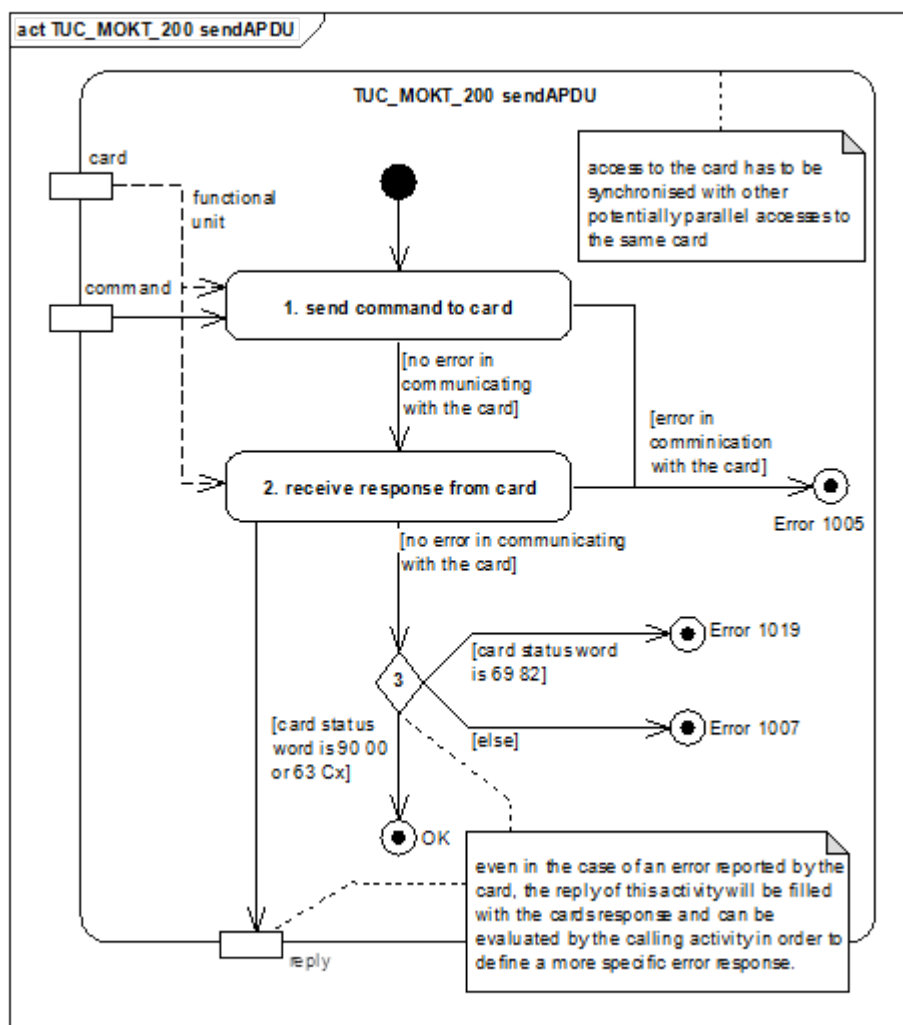 act TUC_MOKT_200 sendAPDU
TUC_MOKT_200 sendAPDU
card
functional
unit
access to the card has to be
synchronised with other
potentially parallel accesses to
the same card
command
1. send command to card
[no error in
communicating
with the card]
[error in
comminication
with the card]
2. receive response from card
Error 1005
[no error in communicating
with the card]
Error 1019
[card status word
is 69 82]
3
[card status
word is 90 00
or 63 Cx]
[else]
Error 1007
OK
even in the case of an error reported by the
card, the reply of this activity will be filled
with the cards response and can be
evaluated by the calling activity in order to
define a more specific error response.
reply